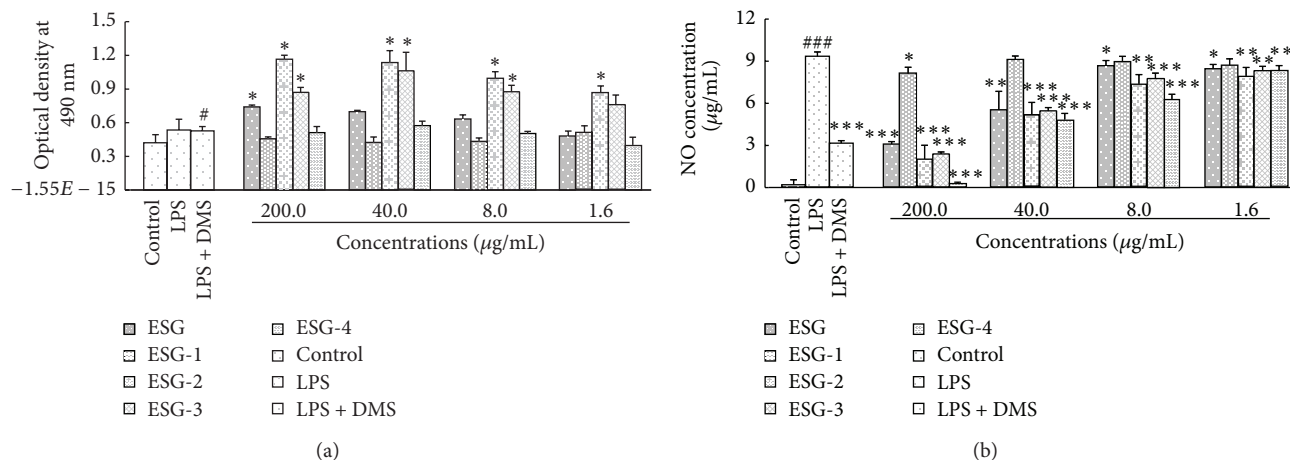 1.5
1.2
0.9
0.6
0.3
−1.55E − 15
Optical density at
490 nm
#
*
*
*
*
*
*
*
*
Control
LPS
LPS + DMS
200.0
40.0
8.0
1.6
Concentrations (μg/mL)
ESG
ESG-1
ESG-2
ESG-3
ESG-4
Control
LPS
LPS + DMS
(a)
12
9
6
3
0
NO concentration
(μg/mL)
###
***
***
*
***
***
***
**
**
***
***
*
**
***
***
*
**
**
**
Control
LPS
LPS + DMS
200.0
40.0
8.0
1.6
Concentrations (μg/mL)
ESG
ESG-1
ESG-2
ESG-3
ESG-4
Control
LPS
LPS + DMS
(b)